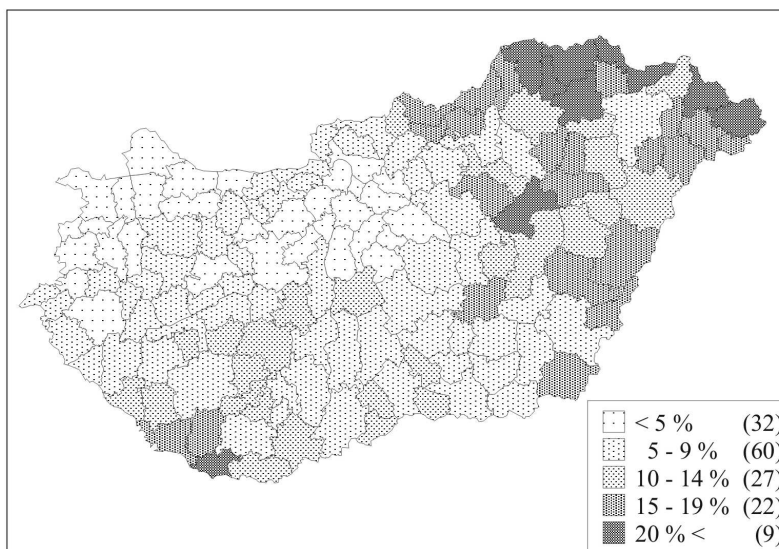 < 5 % (32)
5 - 9 % (60)
10 - 14 % (27)
15 - 19 % (22)
20 % < (9)